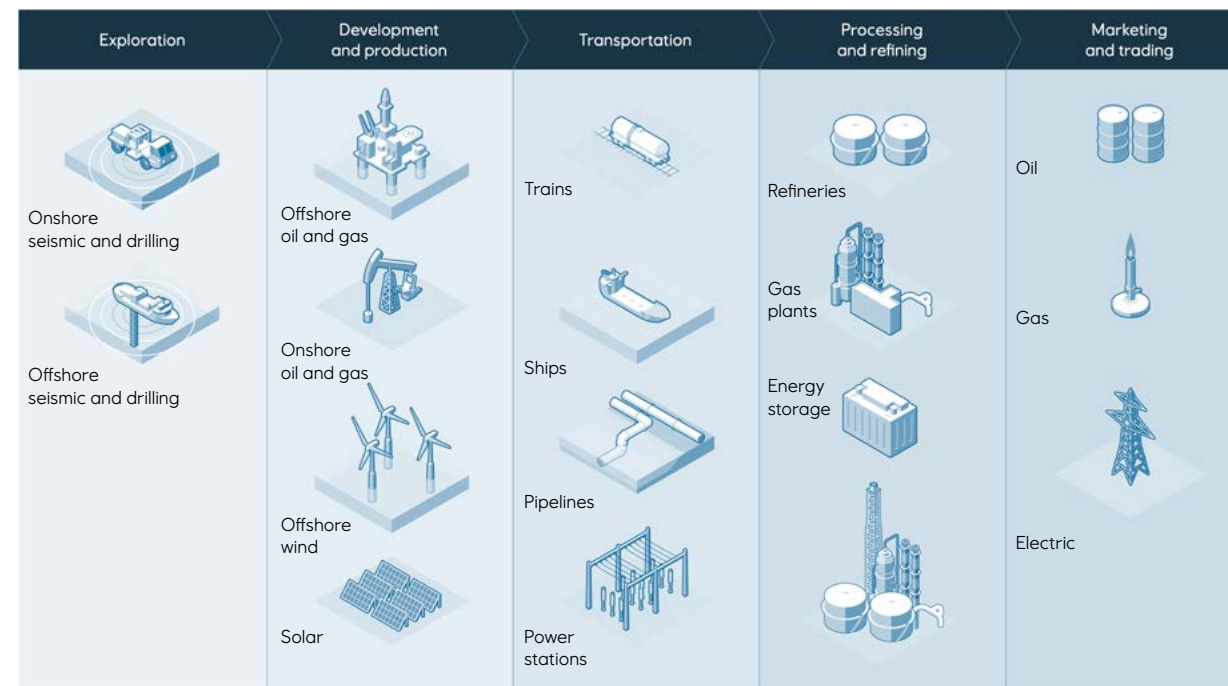 Exploration
Development
and production
Transportation
Processing
and refining
Marketing
and trading
Onshore
seismic and drilling
Offshore
seismic and drilling
Offshore
oil and gas
Onshore
oil and gas
Offshore
wind
Solar
Trains
Ships
Pipelines
Power
stations
Refineries
Gas
plants
Energy
storage
Oil
Gas
Electric